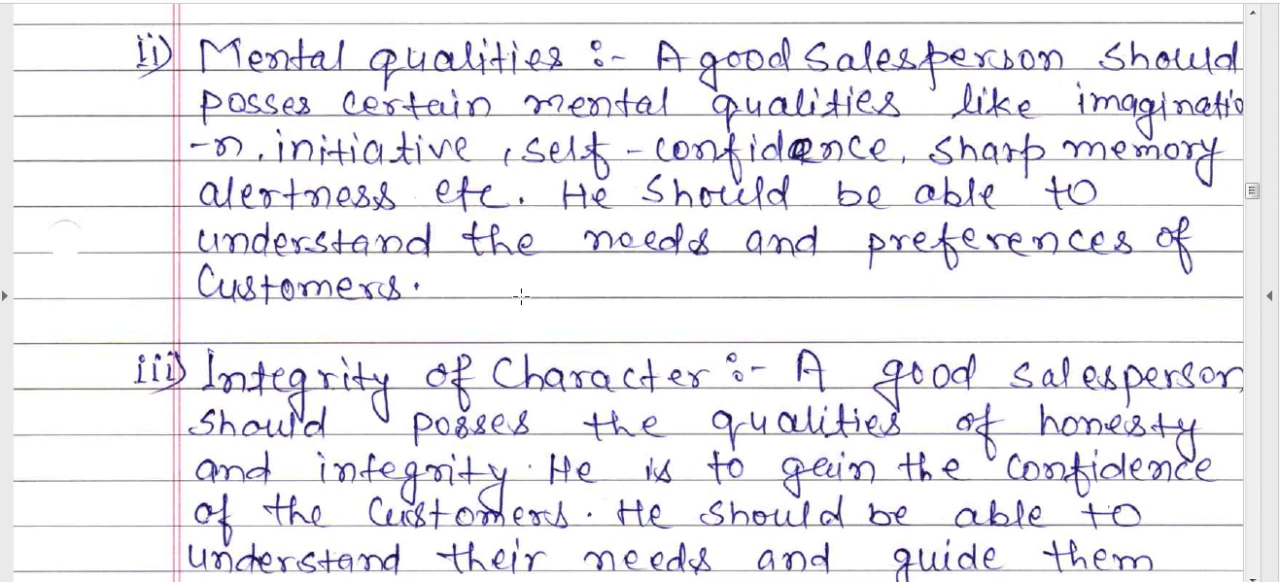 ii) Mental qualities :- A good salesperson should
posses certain mental qualities like imaginatio
-n, initiative, self-confidence, sharp memory
alertness etc. He should be able to
understand the needs and preferences of
Customers.
iii) Integrity of Character :- A good salesperson
should posses the qualities of honesty
and integrity. He is to gain the confidence
of the customers. He should be able to
understand their needs and guide them